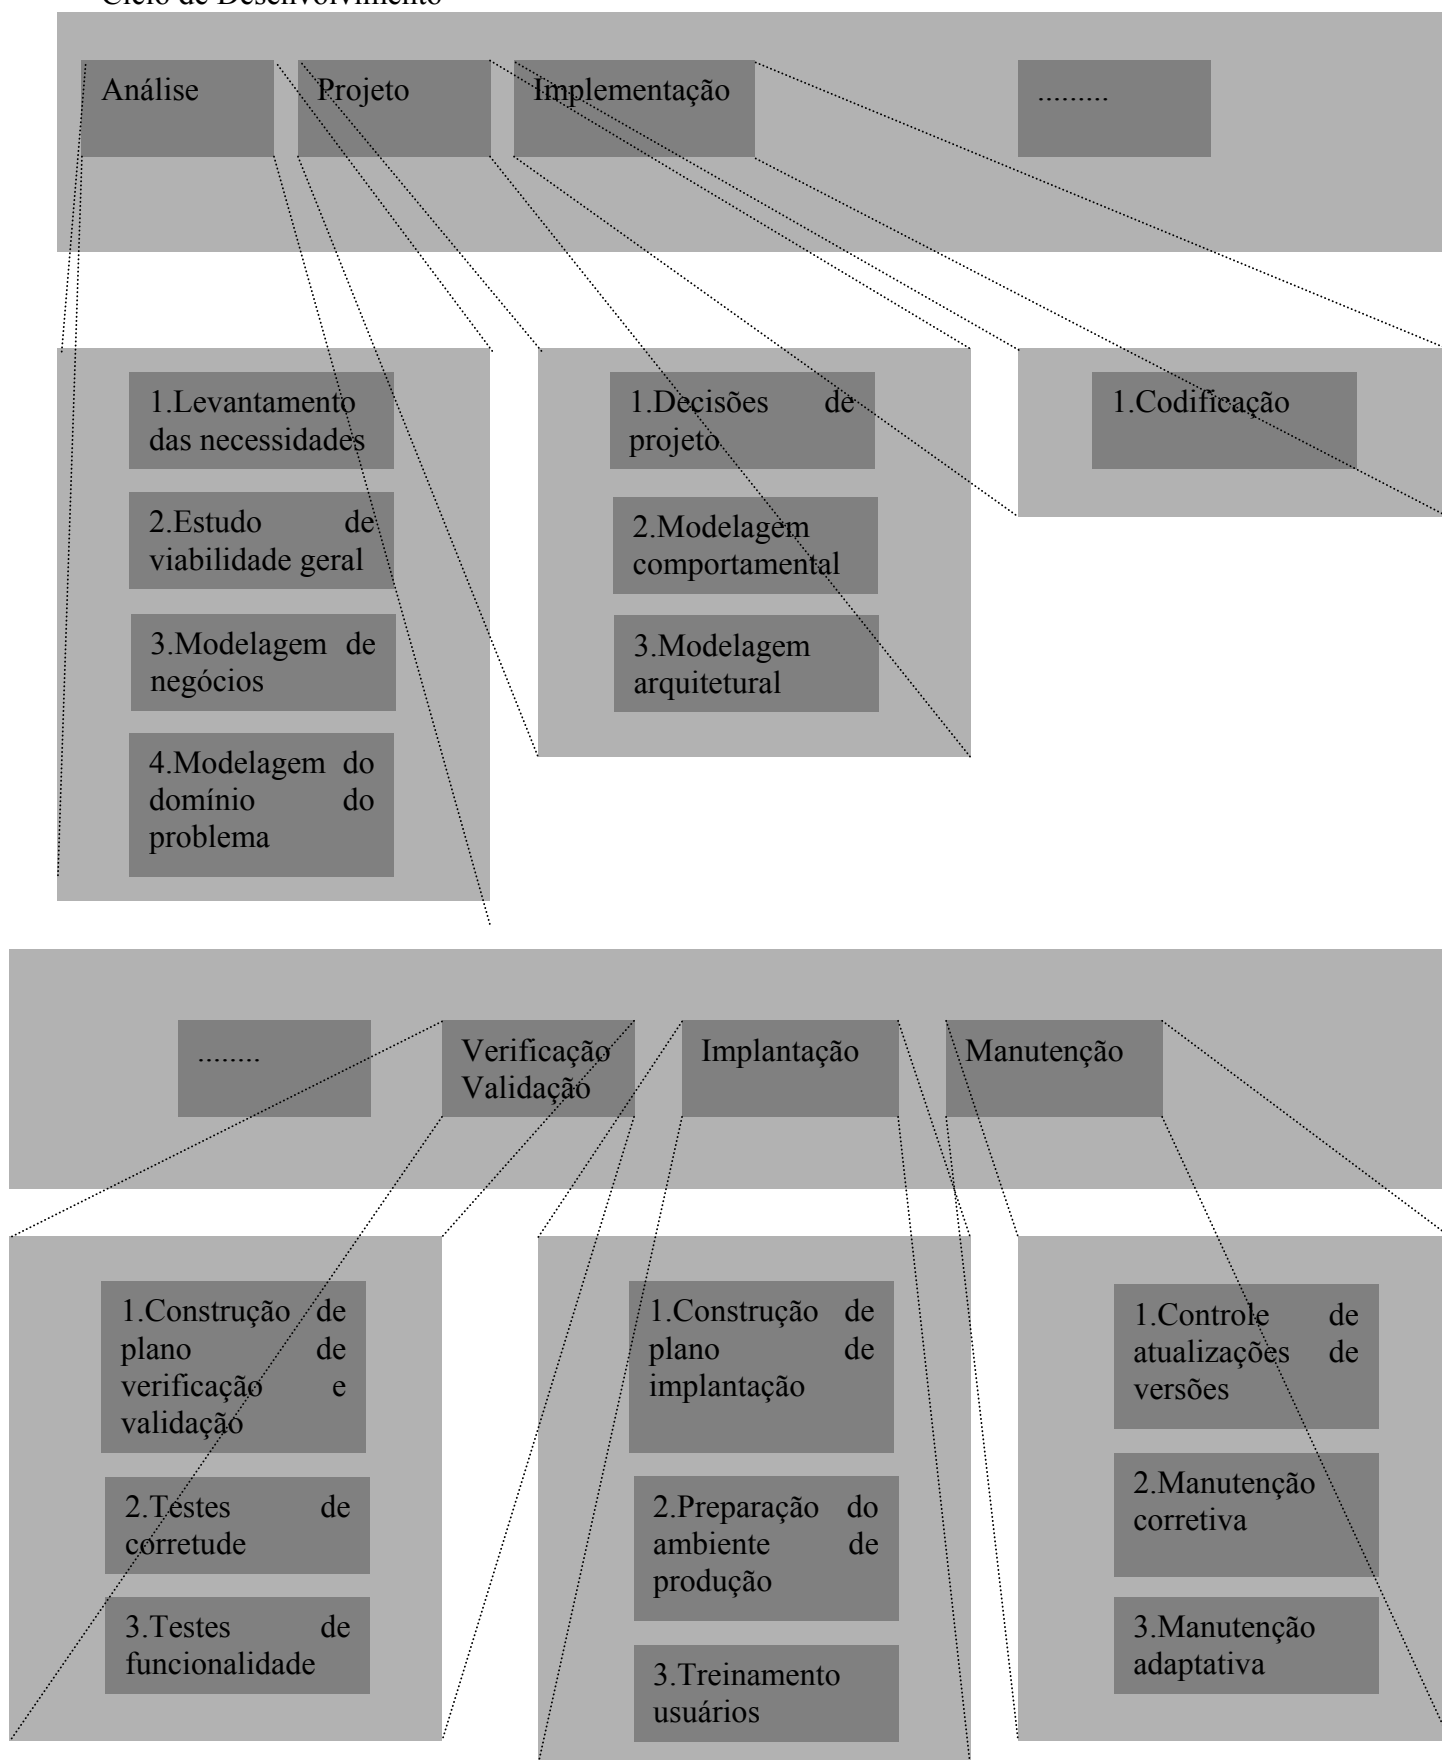 Ciclo de Desenvolvimento
Análise
Projeto
Implementação
.........
1.Levantamento
das necessidades
2.Estudo de
viabilidade geral
3.Modelagem de
negócios
4.Modelagem do
domínio do
problema
1.Decisões de
projeto
2.Modelagem
comportamental
3.Modelagem
arquitetural
1.Codificação
........
Verificação
Validação
Implantação
Manutenção
1.Construção de
plano de
verificação e
validação
2.Testes de
corretude
3.Testes de
funcionalidade
1.Construção de
plano de
implantação
2.Preparação do
ambiente de
produção
3.Treinamento
usuários
1.Controle de
atualizações de
versões
2.Manutenção
corretiva
3.Manutenção
adaptativa